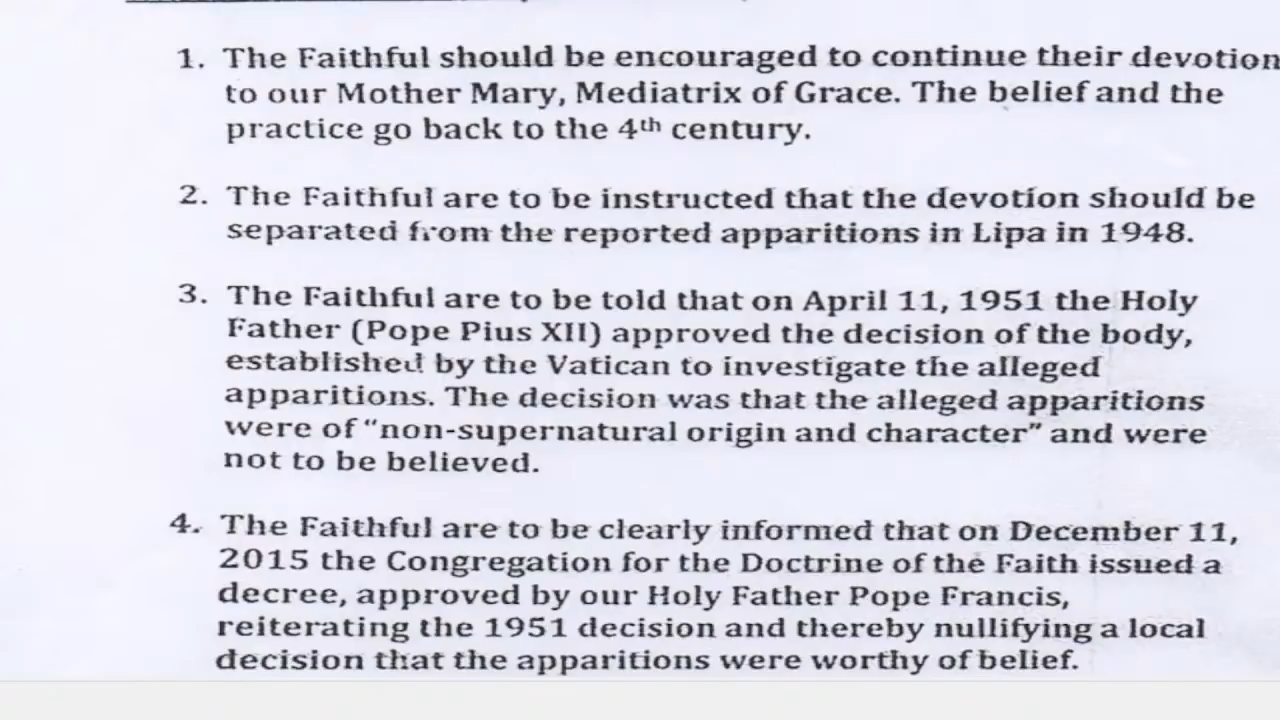 1. The Faithful should be encouraged to continue their devotion
to our Mother Mary, Mediatrix of Grace. The belief and the
practice go back to the 4th century.
2. The Faithful are to be instructed that the devotion should be
separated from the reported apparitions in Lipa in 1948.
3. The Faithful are to be told that on April 11, 1951 the Holy
Father (Pope Pius XII) approved the decision of the body,
established by the Vatican to investigate the alleged
apparitions. The decision was that the alleged apparitions
were of “non-supernatural origin and character” and were
not to be believed.
4. The Faithful are to be clearly informed that on December 11,
2015 the Congregation for the Doctrine of the Faith issued a
decree, approved by our Holy Father Pope Francis,
reiterating the 1951 decision and thereby nullifying a local
decision that the apparitions were worthy of belief.